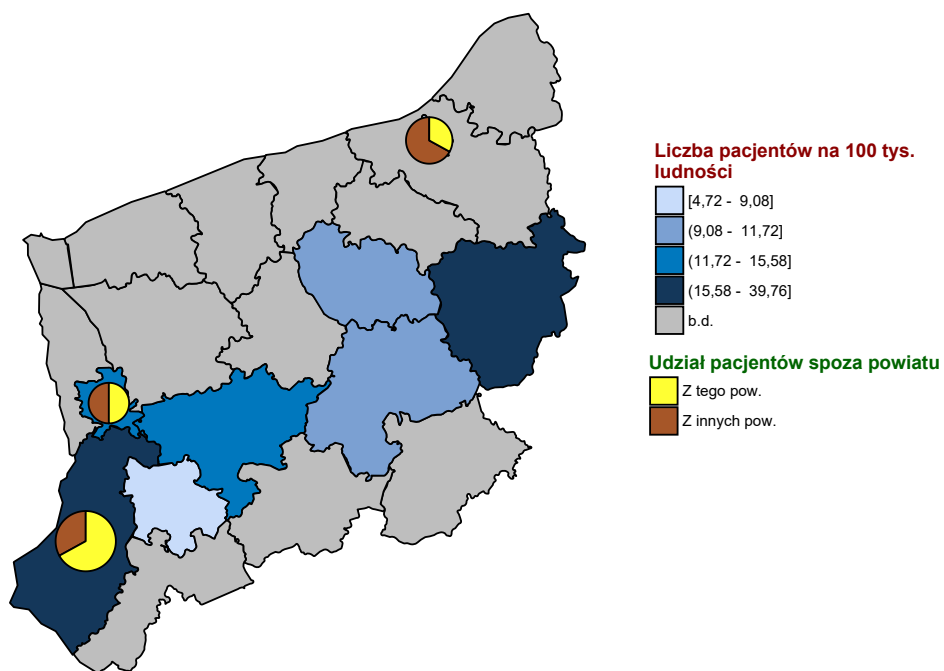 Liczba pacjentów na 100 tys.
ludności
[4,72 - 9,08]
(9,08 - 11,72]
(11,72 - 15,58]
(15,58 - 39,76]
b.d.
Udział pacjentów spoza powiatu
Z tego pow.
Z innych pow.